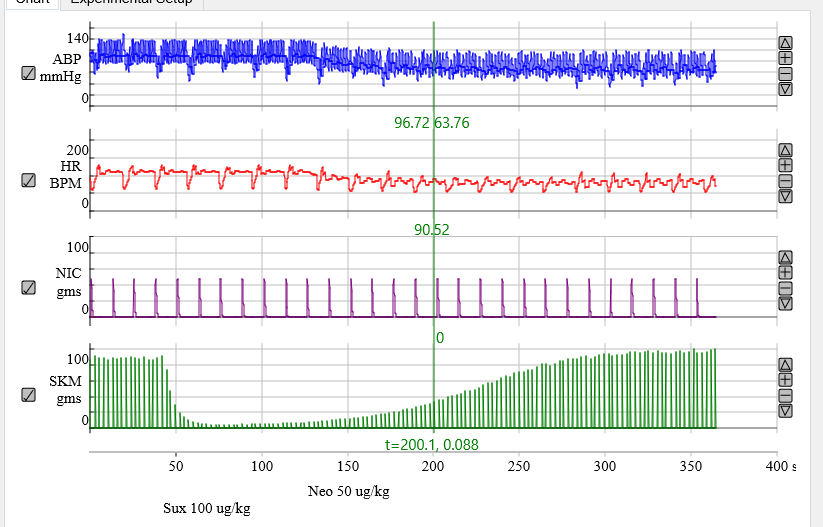 Chart Experimental Setup
140
ABP
mmHg
0
96.72 63.76
200
HR
BPM
0
90.52
100
NIC
gms
0
0
100
SKM
gms
0
t=200.1, 0.088
50 100 150 200 250 300 350 400 s
Neo 50 ug/kg
Sux 100 ug/kg